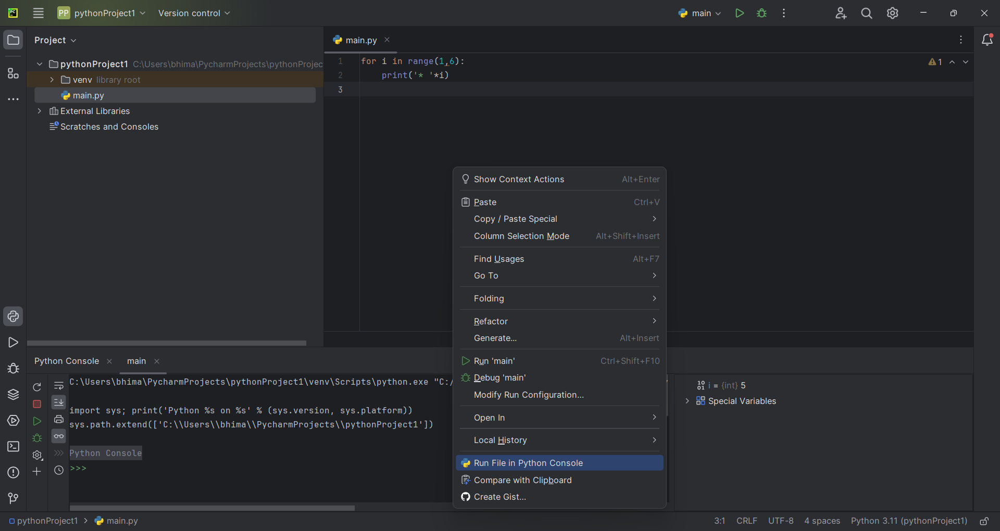 PC
PP pythonProject1
Version control
main
Project
main.py
pythonProject1 C:\Users\bhima\PycharmProjects\pythonProjec
venv library root
main.py
External Libraries
Scratches and Consoles
1 for i in range(1,6):
2 print('* '*i)
3
1
Show Context Actions Alt+Enter
Paste Ctrl+V
Copy / Paste Special
Column Selection Mode Alt+Shift+Insert
Find Usages Alt+F7
Go To
Folding
Refactor
Generate... Alt+Insert
Run 'main' Ctrl+Shift+F10
Debug 'main'
Modify Run Configuration...
Open In
Local History
Run File in Python Console
Compare with Clipboard
Create Gist...
Python Console
main
C:\Users\bhima\PycharmProjects\pythonProject1\venv\Scripts\python.exe "C:/
import sys; print('Python %s on %s' % (sys.version, sys.platform))
sys.path.extend(['C:\\Users\\bhima\\PycharmProjects\\pythonProject1'])
Python Console
>>>
i = {int} 5
Special Variables
pythonProject1 > main.py
3:1 CRLF UTF-8 4 spaces Python 3.11 (pythonProject1)